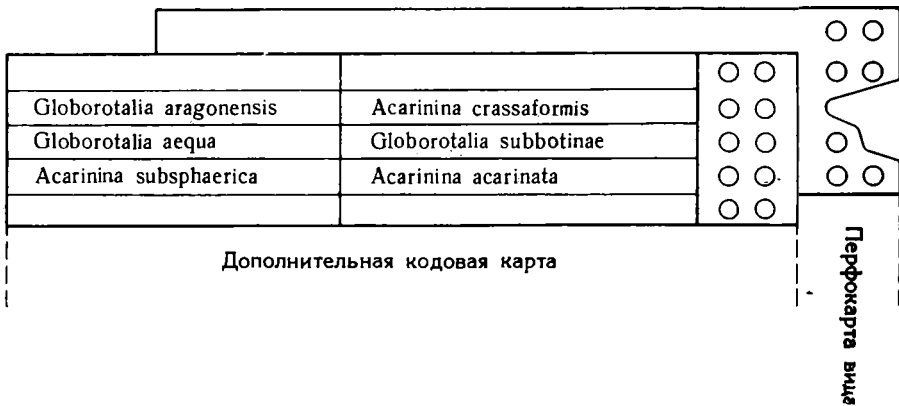 Globorotalia aragonensis Acarinina crassaformis
Globorotalia aequa Globorotalia subbotinae
Acarinina subsphaerica Acarinina acarinata
Дополнительная кодовая карта
Перфокарта вида